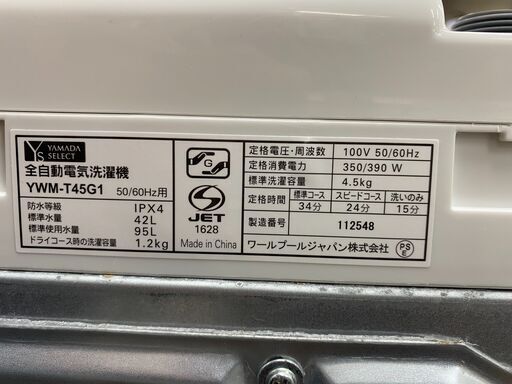 YS YAMADA SELECT
全自動電気洗濯機
YWM-T45G1 50/60Hz用
防水等級 IPX4
標準水量 42L
標準使用水量 95L
ドライコース時の洗濯容量 1.2kg
S JET
1628
Made in China
定格電圧・周波数 100V 50/60Hz
定格消費電力 350/390 W
標準洗濯容量 4.5kg
定格時間 標準コース 34分 スピードコース 24分 洗いのみ 15分
製造番号 112548
ワールプールジャパン株式会社
PSE